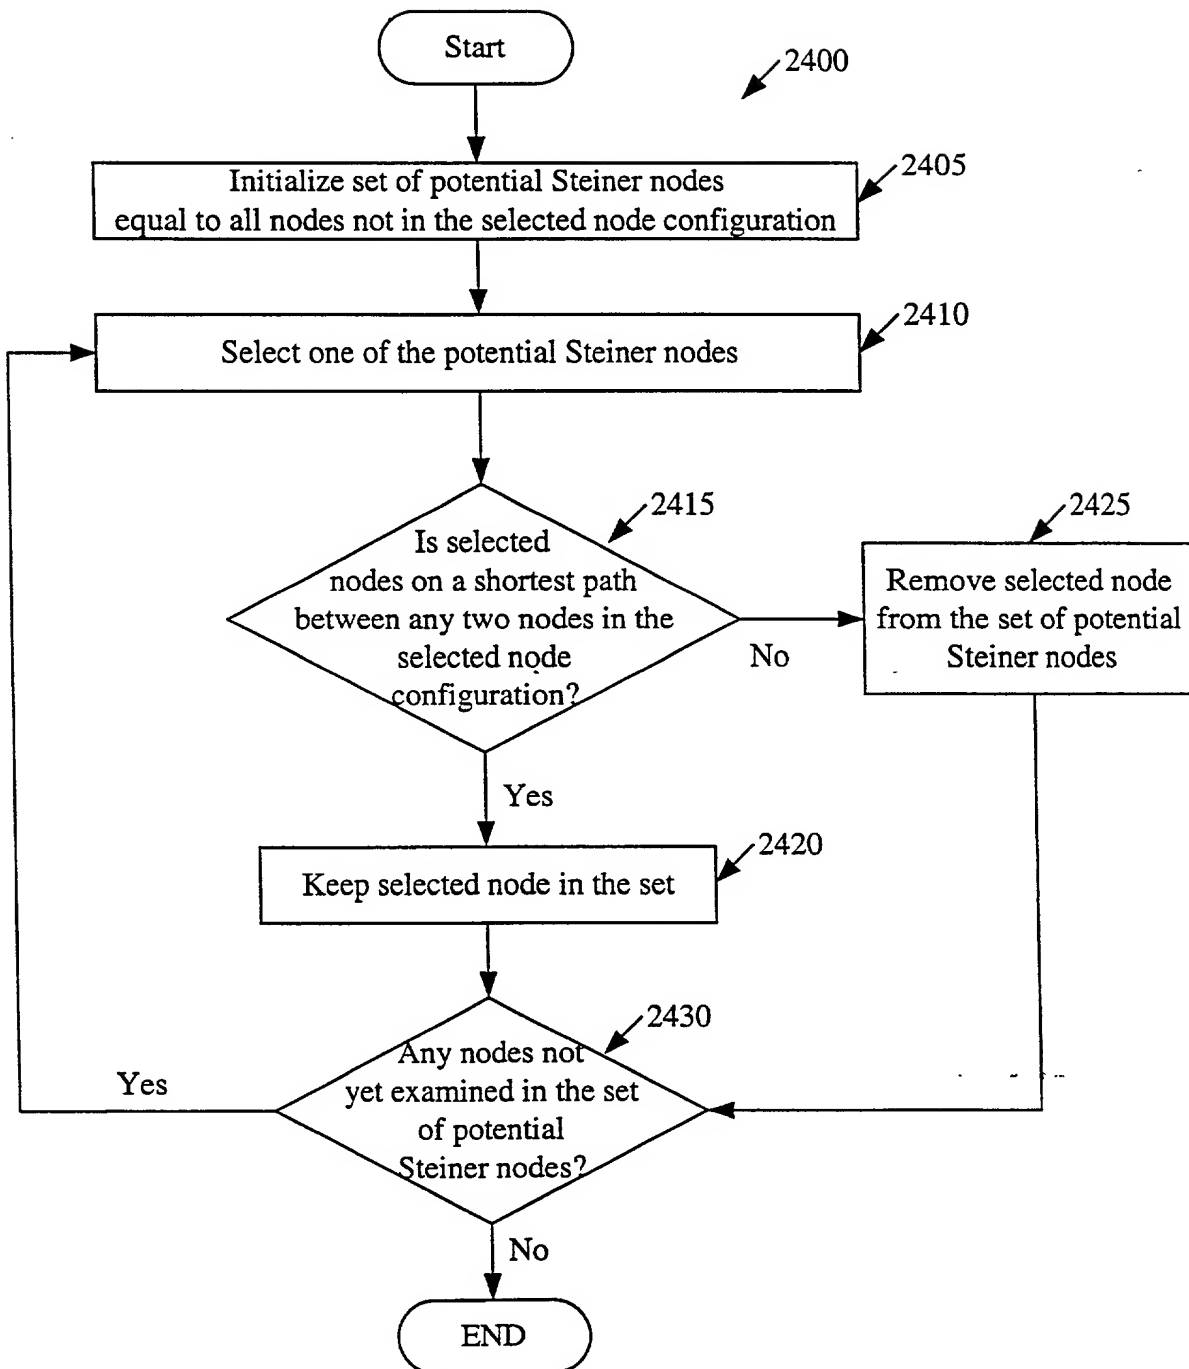 Start
2400
2405
Initialize set of potential Steiner nodes
equal to all nodes not in the selected node configuration
2410
Select one of the potential Steiner nodes
2415
Is selected
nodes on a shortest path
between any two nodes in the
selected node
configuration?
2425
Remove selected node
from the set of potential
Steiner nodes
No
Yes
2420
Keep selected node in the set
2430
Any nodes not
yet examined in the set
of potential
Steiner nodes?
Yes
No
END